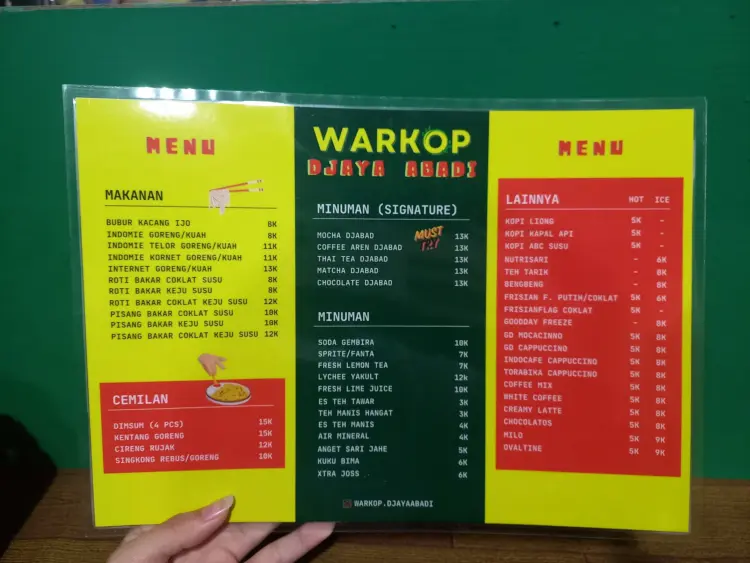 MENU
MAKANAN
BUBUR KACANG IJO 8K
INDOMIE GORENG/KUAH 8K
INDOMIE TELOR GORENG/KUAH 11K
INDOMIE KORNET GORENG/KUAH 11K
INTERNET GORENG/KUAH 13K
ROTI BAKAR COKLAT SUSU 8K
ROTI BAKAR KEJU SUSU 8K
ROTI BAKAR COKLAT KEJU SUSU 12K
PISANG BAKAR COKLAT SUSU 10K
PISANG BAKAR KEJU SUSU 10K
PISANG BAKAR COKLAT KEJU SUSU 12K
CEMILAN
DIMSUM (4 PCS) 15K
KENTANG GORENG 15K
CIRENG RUJAK 12K
SINGKONG REBUS/GORENG 10K
WARKOP
DJAYA ABADI
MINUMAN (SIGNATURE)
MUST
TRY
MOCHA DJABAD 13K
COFFEE AREN DJABAD 13K
THAI TEA DJABAD 13K
MATCHA DJABAD 13K
CHOCOLATE DJABAD 13K
MINUMAN
SODA GEMBIRA 10K
SPRITE/FANTA 7K
FRESH LEMON TEA 7K
LYCHEE YAKULT 12k
FRESH LIME JUICE 10K
ES TEH TAWAR 3K
TEH MANIS HANGAT 3K
ES TEH MANIS 4K
AIR MINERAL 4K
ANGET SARI JAHE 5K
KUKU BIMA 6K
XTRA JOSS 6K
WARKOP.DJAYAABADI
MENU
LAINNYA HOT ICE
KOPI LIONG 5K -
KOPI KAPAL API 5K -
KOPI ABC SUSU 5K -
NUTRISARI - 6K
TEH TARIK - 8K
BENGBENG - 8K
FRISIAN F. PUTIH/COKLAT 5K 6K
FRISIANFLAG COKLAT 5K -
GOODDAY FREEZE - 8K
GD MOCACINNO 5K 8K
GD CAPPUCINO 5K 8K
INDOCAFE CAPPUCINO 5K 8K
TORABIKA CAPPUCINO 5K 8K
COFFEE MIX 5K 8K
WHITE COFFEE 5K 8K
CREAMY LATTE 5K 8K
CHOCOLATOS 5K 8K
MILO 5K 9K
OVALTINE 5K 9K